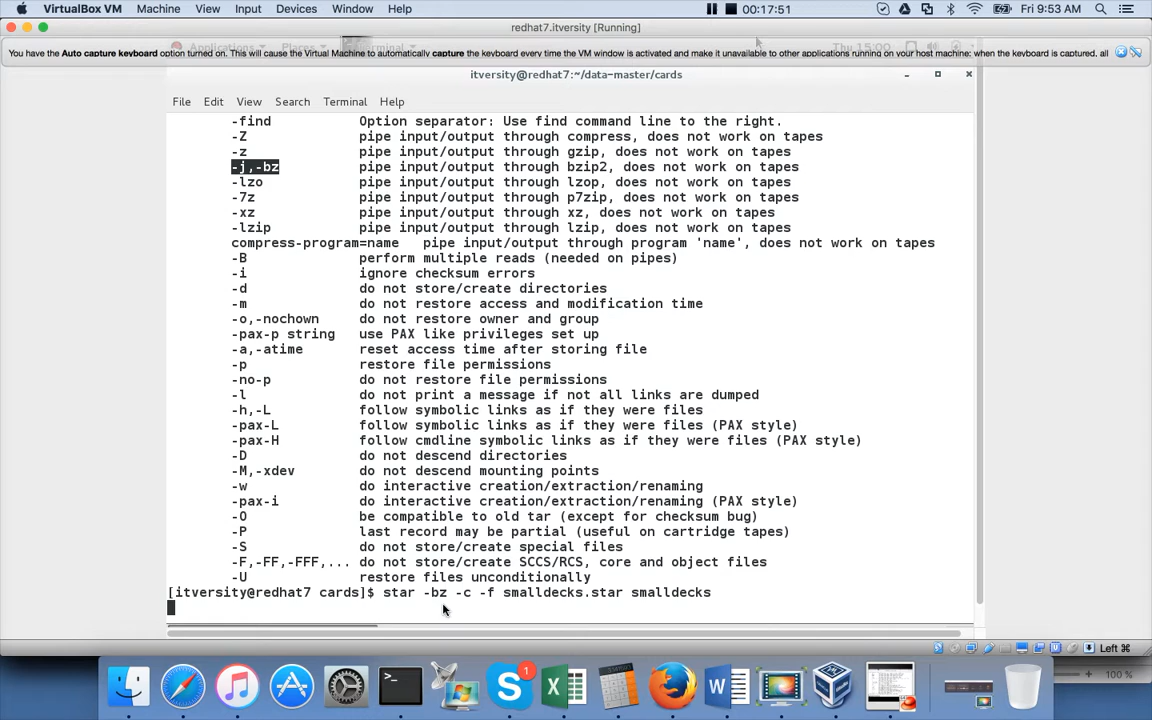 VirtualBox VM Machine View Input Devices Window Help 00:17:51 Fri 9:53 AM
redhat7.itversity [Running]
You have the Auto capture keyboard option turned on. This will cause the Virtual Machine to automatically capture the keyboard every time the VM window is activated and make it unavailable to other applications running on your host machine: when the keyboard is captured, all
Applications Places Terminal Thu 15:00
itversity@redhat7:~/data-master/cards
File Edit View Search Terminal Help
-find Option separator: Use find command line to the right.
-Z pipe input/output through compress, does not work on tapes
-z pipe input/output through gzip, does not work on tapes
-j,-bz pipe input/output through bzip2, does not work on tapes
-lzo pipe input/output through lzop, does not work on tapes
-7z pipe input/output through p7zip, does not work on tapes
-xz pipe input/output through xz, does not work on tapes
-lzip pipe input/output through lzip, does not work on tapes
compress-program=name pipe input/output through program 'name', does not work on tapes
-B perform multiple reads (needed on pipes)
-i ignore checksum errors
-d do not store/create directories
-m do not restore access and modification time
-o,-nochown do not restore owner and group
-pax-p string use PAX like privileges set up
-a,-atime reset access time after storing file
-p restore file permissions
-no-p do not restore file permissions
-l do not print a message if not all links are dumped
-h,-L follow symbolic links as if they were files
-pax-L follow symbolic links as if they were files (PAX style)
-pax-H follow cmdline symbolic links as if they were files (PAX style)
-D do not descend directories
-M,-xdev do not descend mounting points
-w do interactive creation/extraction/renaming
-pax-i do interactive creation/extraction/renaming (PAX style)
-O be compatible to old tar (except for checksum bug)
-P last record may be partial (useful on cartridge tapes)
-S do not store/create special files
-F,-FF,-FFF,... do not store/create SCCS/RCS, core and object files
-U restore files unconditionally
[itversity@redhat7 cards]$ star -bz -c -f smalldecks.star smalldecks
Left ⌘
100 %
1